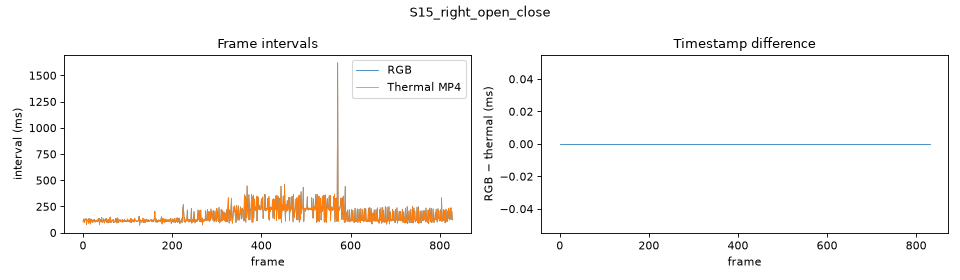 S15_right_open_close
Frame intervals
interval (ms)
1500
1250
1000
750
500
250
0
0
200
400
600
800
frame
RGB
Thermal MP4
Timestamp difference
RGB − thermal (ms)
0.04
0.02
0.00
−0.02
−0.04
0
200
400
600
800
frame